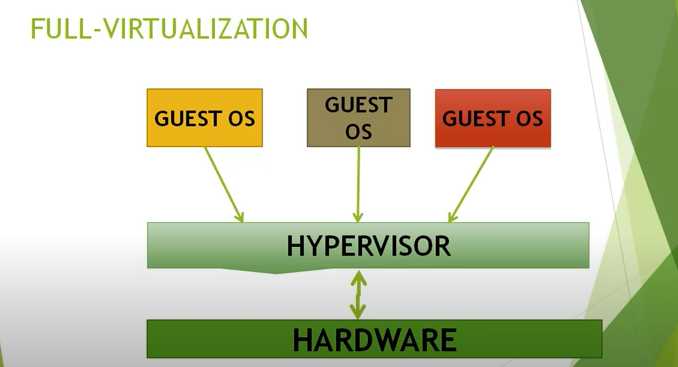 FULL-VIRTUALIZATION
GUEST OS
GUEST
OS
GUEST OS
HYPERVISOR
HARDWARE